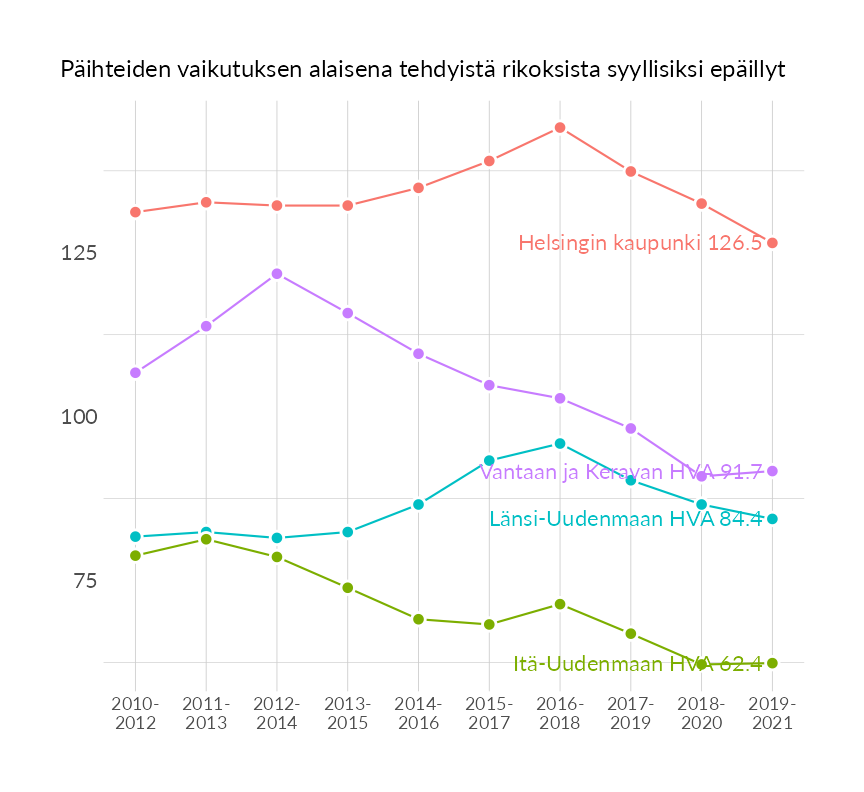 Päihteiden vaikutuksen alaisena tehdyistä rikoksista syyllisiksi epäillyt
125
100
75
Helsingin kaupunki 126.5
Vantaan ja Keravan HVA 91.7
Länsi-Uudenmaan HVA 84.4
Itä-Uudenmaan HVA 62.4
2010- 2011- 2012- 2013- 2014- 2015- 2016- 2017- 2018- 2019-
2012 2013 2014 2015 2016 2017 2018 2019 2020 2021